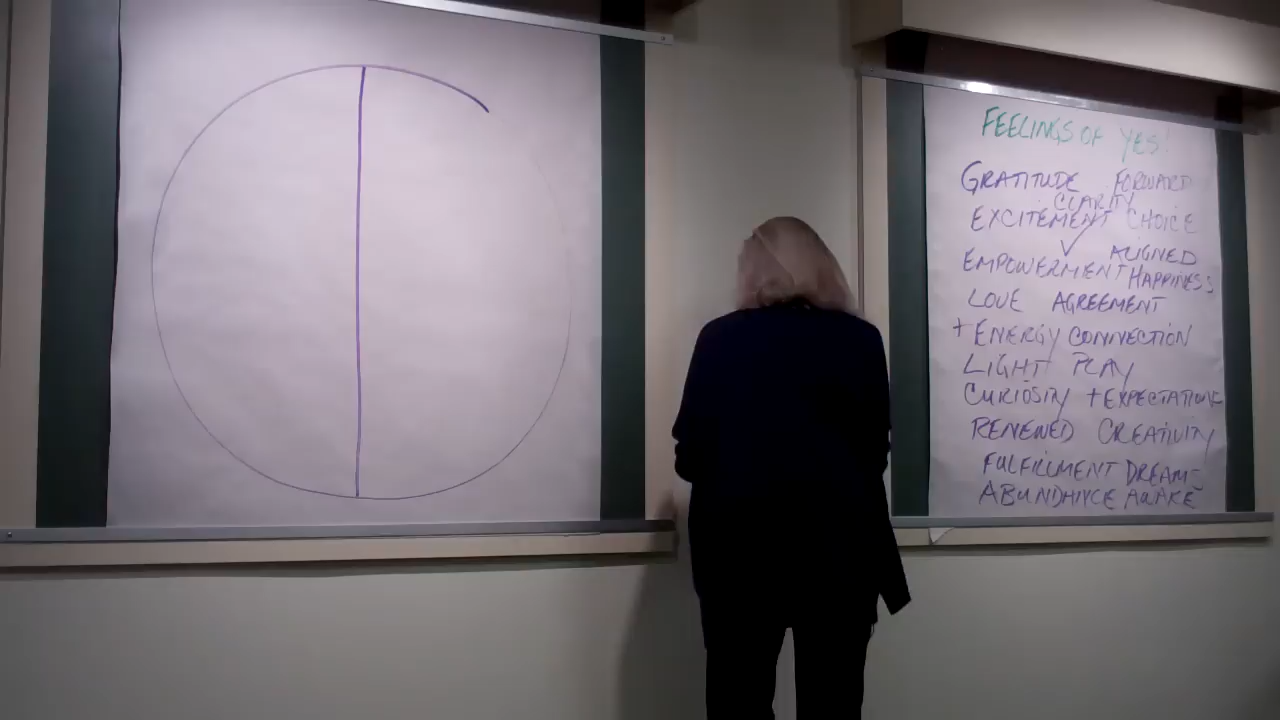 FEELINGS OF YES!
GRATITUDE FORWARD
CLARITY
EXCITEMENT CHOICE
ALIGNED
EMPOWERMENT HAPPINESS
LOVE AGREEMENT
+ ENERGY CONNECTION
LIGHT PLAY
CURIOSITY + EXPECTATIONS
RENEWED CREATIVITY
FULFILLMENT DREAMS
ABUNDANCE AWAKE